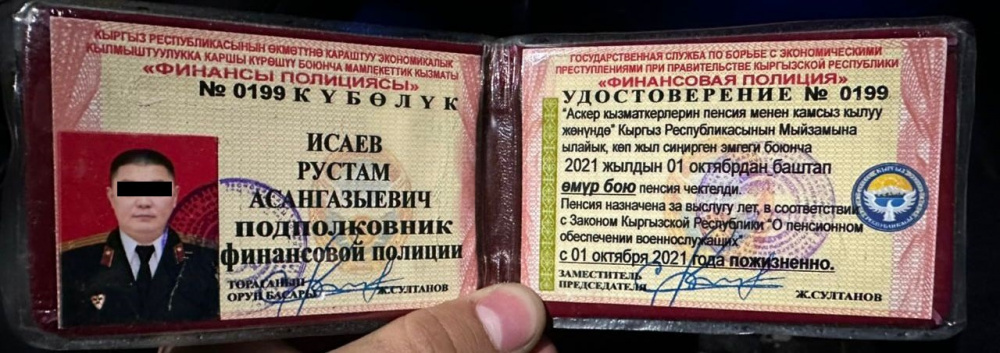 КЫРГЫЗ РЕСПУБЛИКАСЫНЫН ӨКМӨТҮНӨ КАРАШТУУ ЭКОНОМИКАЛЫК
КЫЛМЫШТУУЛУККА КАРШЫ КҮРӨШҮҮ БОЮНЧА МАМЛЕКЕТТИК КЫЗМАТЫ
«ФИНАНСЫ ПОЛИЦИЯСЫ»
№ 0199 КҮБӨЛҮК
ИСАЕВ
РУСТАМ
АСАНГАЗЫЕВИЧ
ПОДПОЛКОВНИК
финансовой полиции
ТӨРАГАНЫН
ОРУН БАСАРЫ
Ж.СУЛТАНОВ
ГОСУДАРСТВЕННАЯ СЛУЖБА ПО БОРЬБЕ С ЭКОНОМИЧЕСКИМИ
ПРЕСТУПЛЕНИЯМИ ПРИ ПРАВИТЕЛЬСТВЕ КЫРГЫЗСКОЙ РЕСПУБЛИКИ
«ФИНАНСОВАЯ ПОЛИЦИЯ»
УДОСТОВЕРЕНИЕ № 0199
"Аскер кызматкерлерин пенсия менен камсыз кылуу
жөнүндө" Кыргыз Республикасынын Мыйзамына
ылайык, көп жыл сиңирген эмгеги боюнча
2021 жылдын 01 октябрдан баштап
өмүр бою пенсия чектелди.
Пенсия назначена за выслугу лет, в соответствии
с Законом Кыргызской Республики "О пенсионном
обеспечении военнослужащих"
с 01 октября 2021 года пожизненно.
ЗАМЕСТИТЕЛЬ
ПРЕДСЕДАТЕЛЯ
Ж.СУЛТАНОВ